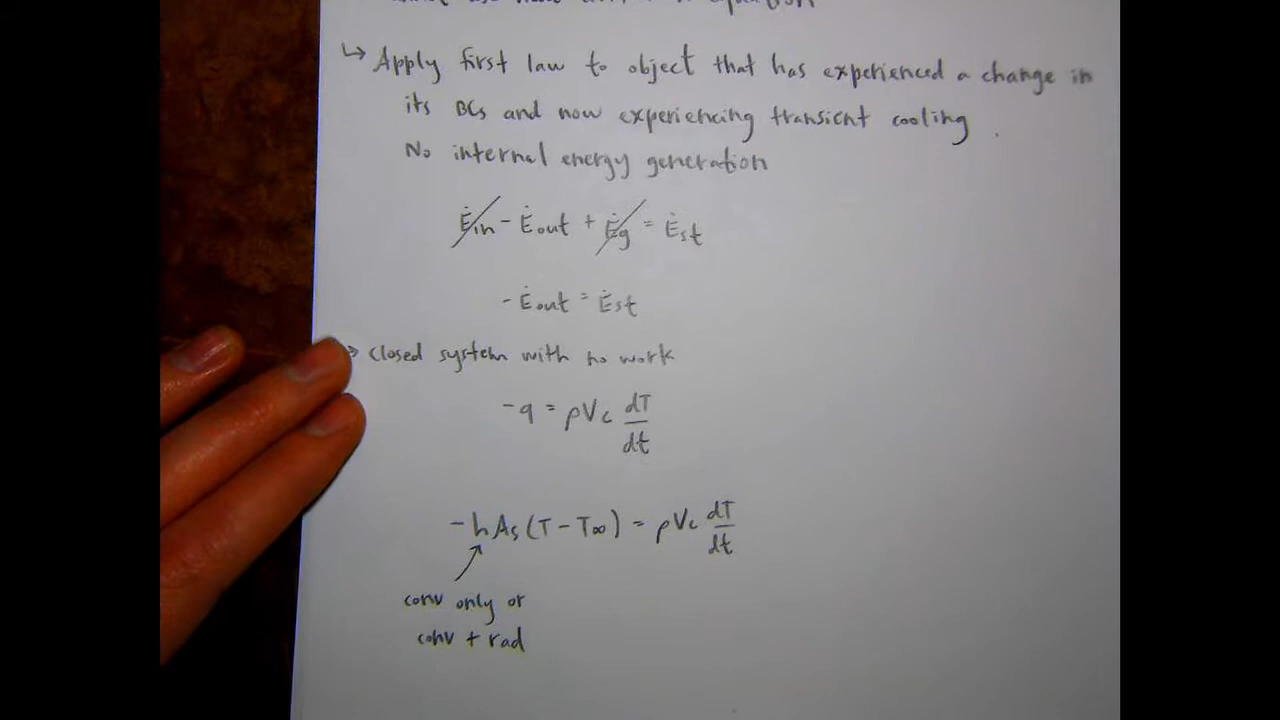 equation
↳ Apply first law to object that has experienced a change in
its BCs and now experiencing transient cooling .
No internal energy generation
Ėin - Ėout + Ėg = Ėst
- Ėout = Ėst
→ Closed system with no work
-q = ρVc dT/dt
-hAs(T - T∞) = ρVc dT/dt
conv only or
conv + rad